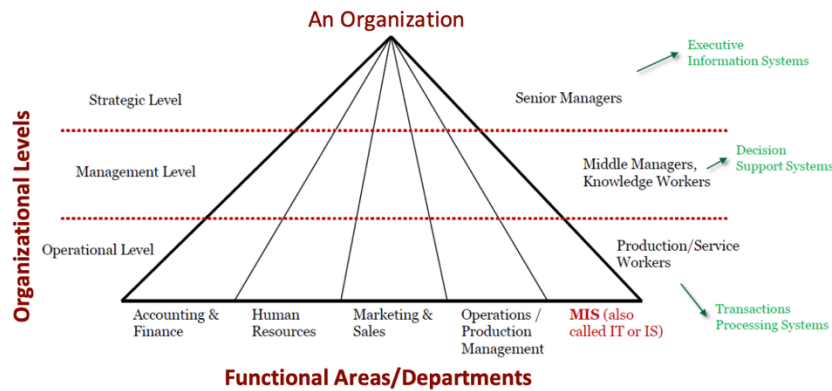 An Organization
Executive
Information Systems
Strategic Level
Senior Managers
Organizational Levels
Management Level
Middle Managers,
Knowledge Workers
Decision
Support Systems
Operational Level
Production/Service
Workers
Transactions
Processing Systems
Accounting &
Finance
Human
Resources
Marketing &
Sales
Operations /
Production
Management
MIS (also
called IT or IS)
Functional Areas/Departments